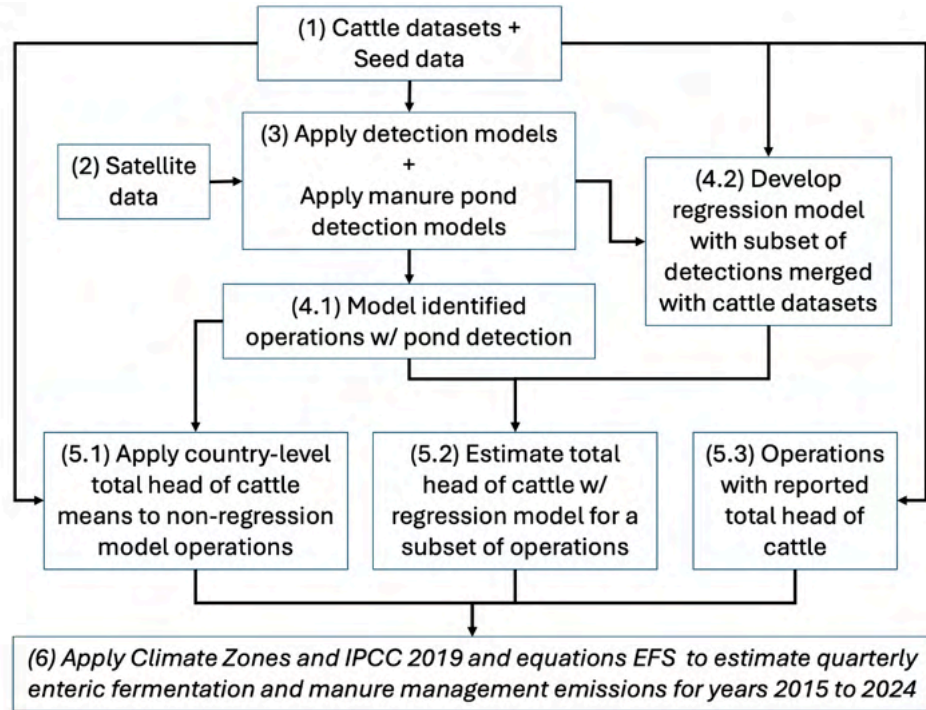 (1) Cattle datasets +
Seed data
(2) Satellite
data
(3) Apply detection models
+
Apply manure pond
detection models
(4.2) Develop
regression model
with subset of
detections merged
with cattle datasets
(4.1) Model identified
operations w/ pond detection
(5.1) Apply country-level
total head of cattle
means to non-regression
model operations
(5.2) Estimate total
head of cattle w/
regression model for a
subset of operations
(5.3) Operations
with reported
total head of
cattle
(6) Apply Climate Zones and IPCC 2019 and equations EFS to estimate quarterly
enteric fermentation and manure management emissions for years 2015 to 2024